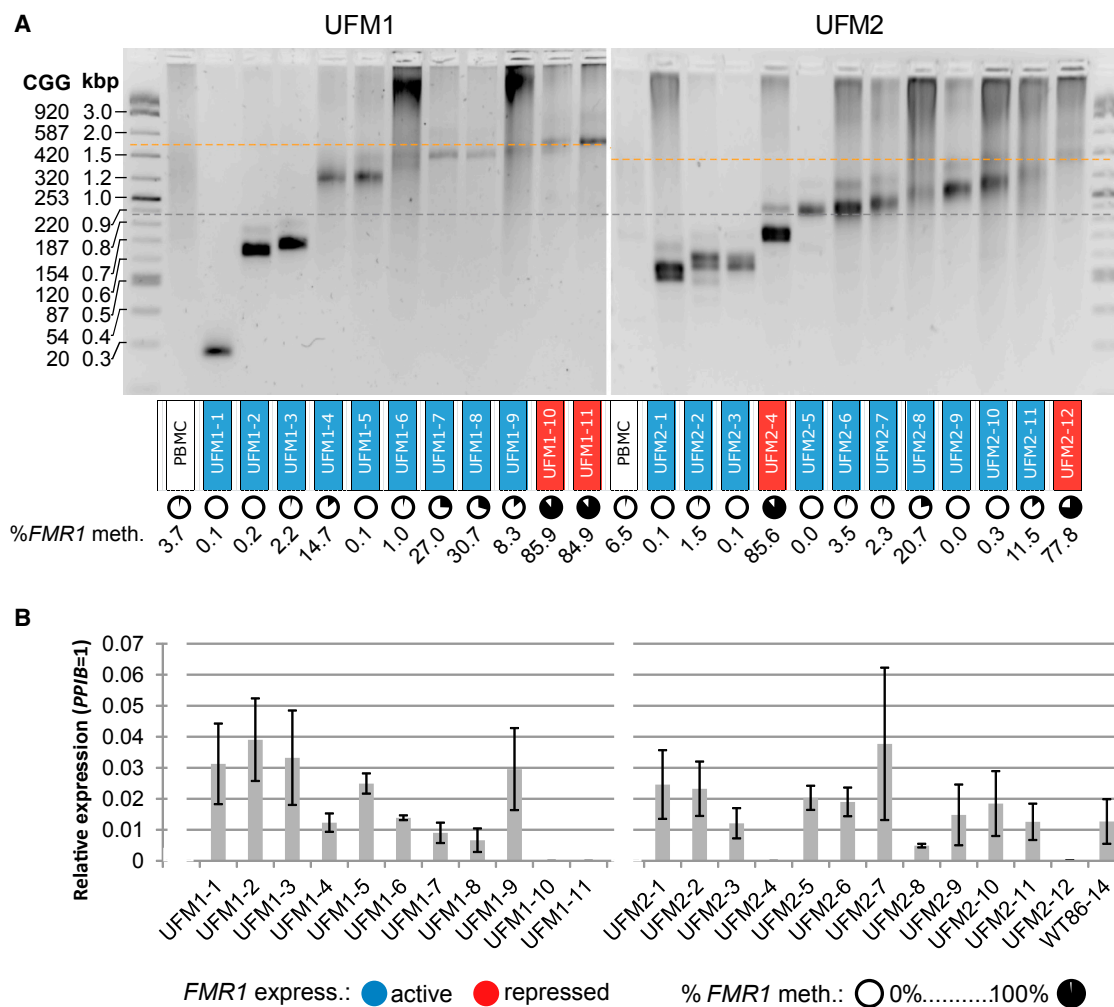 A
UFM1
UFM2
CGG kbp
920 3.0
587 2.0
420 1.5
320 1.2
253 1.0
220 0.9
187 0.8
154 0.7
120 0.6
87 0.5
54 0.4
20 0.3
PBMC UFM1-1 UFM1-2 UFM1-3 UFM1-4 UFM1-5 UFM1-6 UFM1-7 UFM1-8 UFM1-9 UFM1-10 UFM1-11 PBMC UFM2-1 UFM2-2 UFM2-3 UFM2-4 UFM2-5 UFM2-6 UFM2-7 UFM2-8 UFM2-9 UFM2-10 UFM2-11 UFM2-12
%FMR1 meth. 3.7 0.1 0.2 2.2 14.7 0.1 1.0 27.0 30.7 8.3 85.9 84.9 6.5 0.1 1.5 0.1 85.6 0.0 3.5 2.3 20.7 0.0 0.3 11.5 77.8
B
Relative expression (PPIB=1)
0.07
0.06
0.05
0.04
0.03
0.02
0.01
0
UFM1-1 UFM1-2 UFM1-3 UFM1-4 UFM1-5 UFM1-6 UFM1-7 UFM1-8 UFM1-9 UFM1-10 UFM1-11 UFM2-1 UFM2-2 UFM2-3 UFM2-4 UFM2-5 UFM2-6 UFM2-7 UFM2-8 UFM2-9 UFM2-10 UFM2-11 UFM2-12 WT86-14
FMR1 express.: active repressed % FMR1 meth.: 0%...........100%